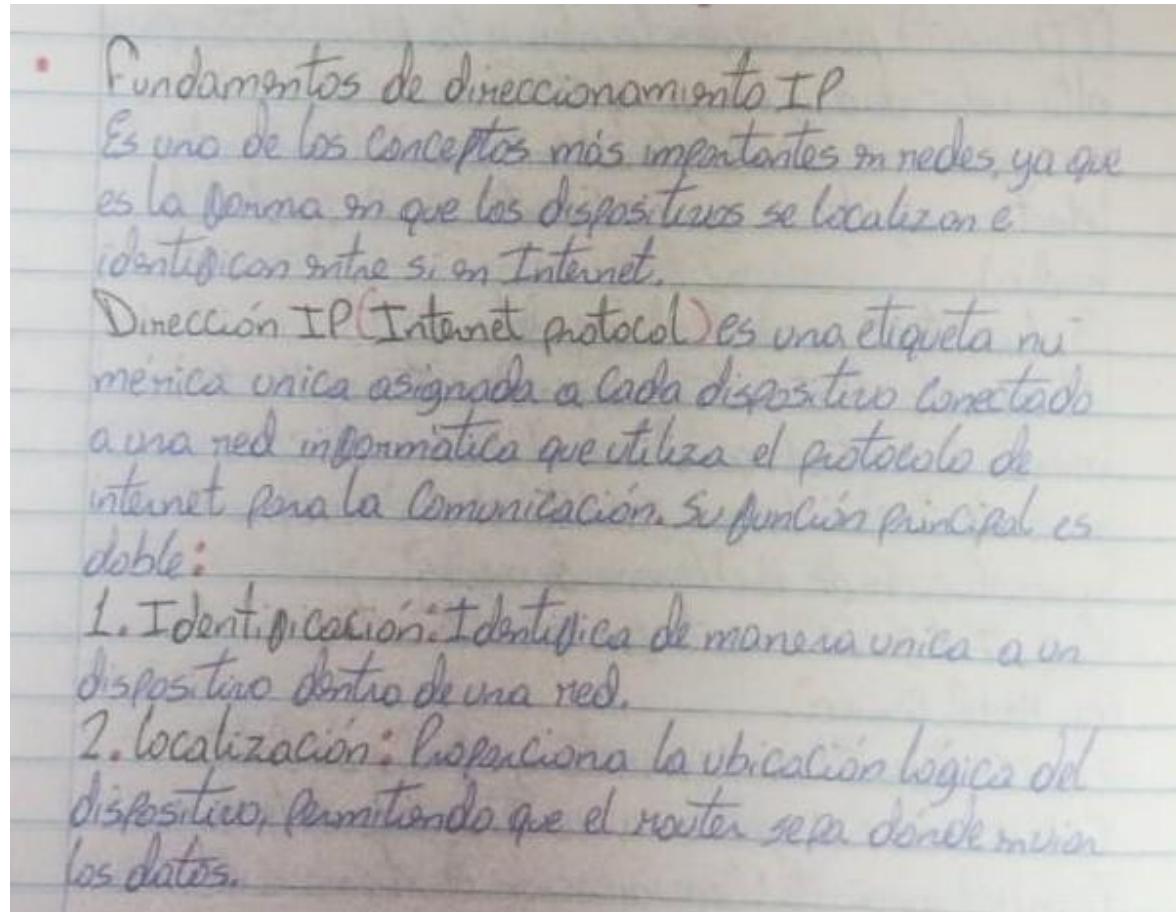 • Fundamentos de direccionamiento IP
Es uno de los conceptos más importantes en redes, ya que
es la forma en que los dispositivos se localizan e
identifican entre si en Internet.
Dirección IP (Internet protocol) es una etiqueta nu
mérica unica asignada a cada dispositivo conectado
a una red informática que utiliza el protocolo de
internet para la comunicación. Su función principal es
doble:
1. Identificación: Identifica de manera unica a un
dispositivo dentro de una red.
2. localización: Proporciona la ubicación lógica del
dispositivo, permitiendo que el router sepa dónde enviar
los datos.